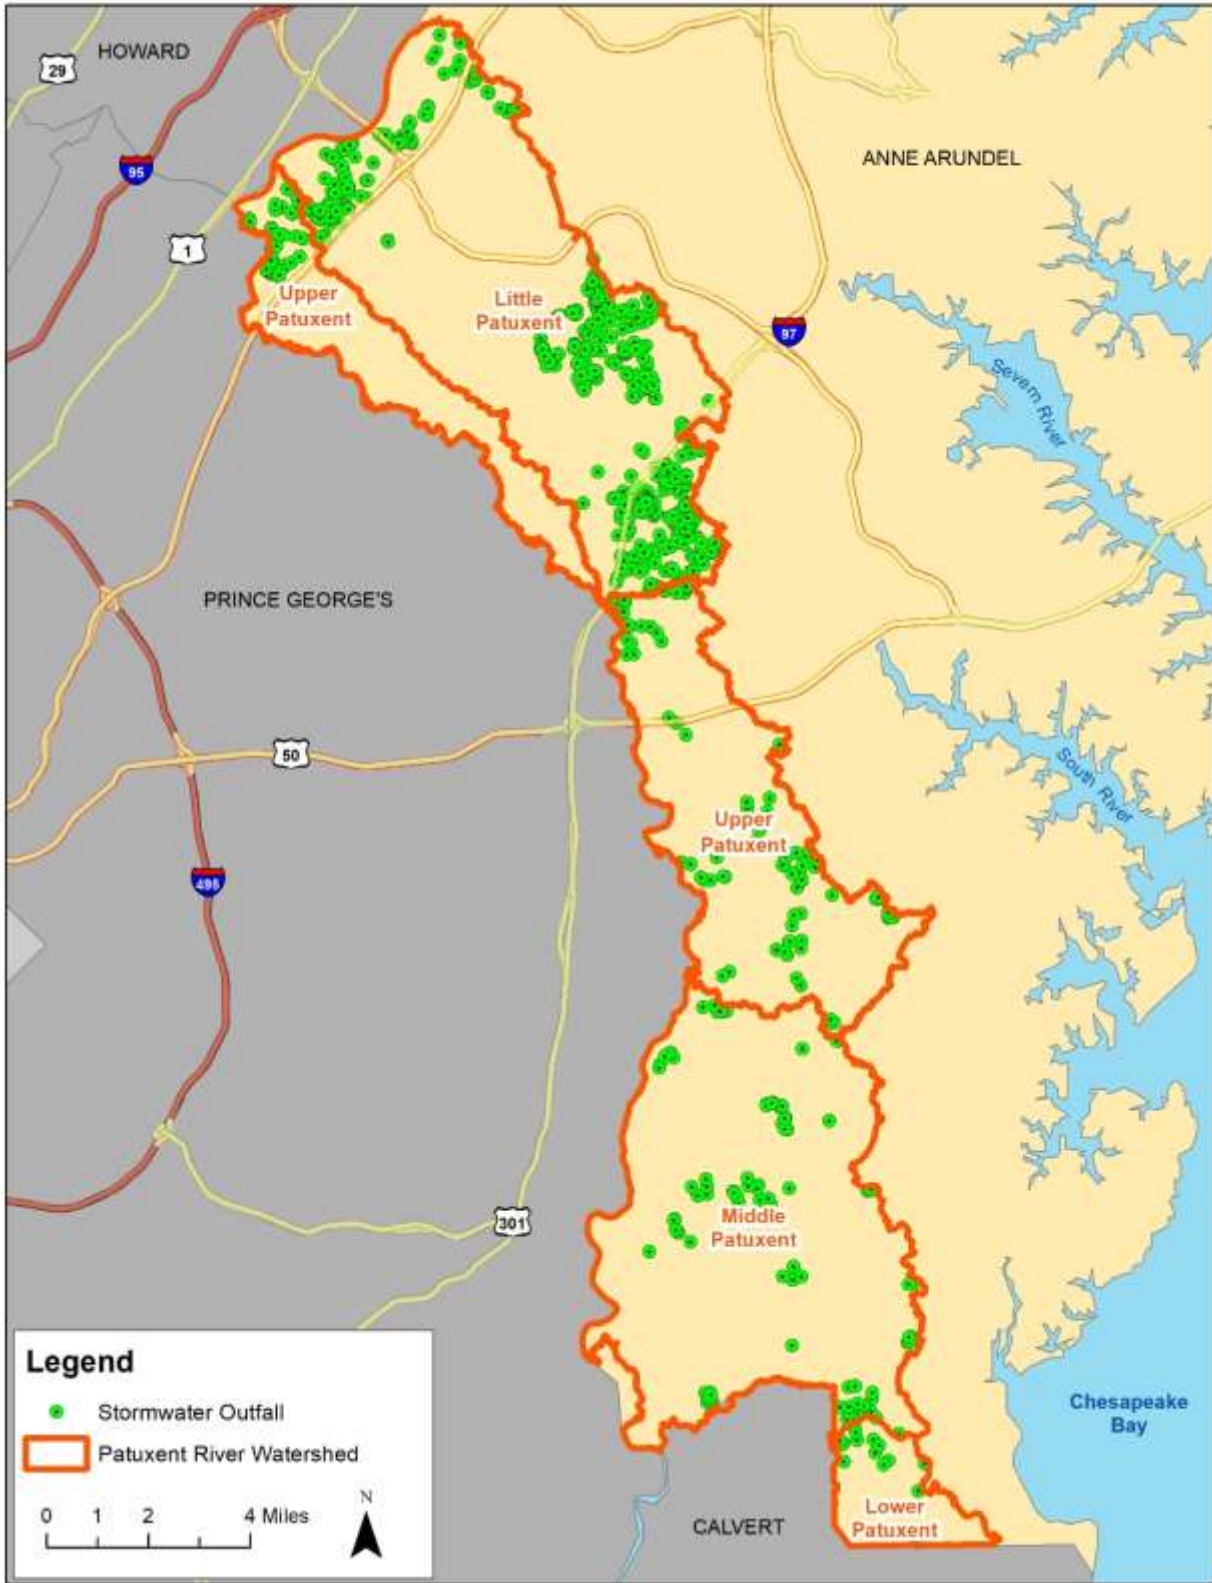 HOWARD
29
95
ANNE ARUNDEL
1
Upper
Patuxent
Little
Patuxent
97
Severn River
PRINCE GEORGE'S
50
South River
Upper
Patuxent
495
Middle
Patuxent
301
Legend
Stormwater Outfall
Patuxent River Watershed
0 1 2 4 Miles
N
Chesapeake
Bay
CALVERT
Lower
Patuxent